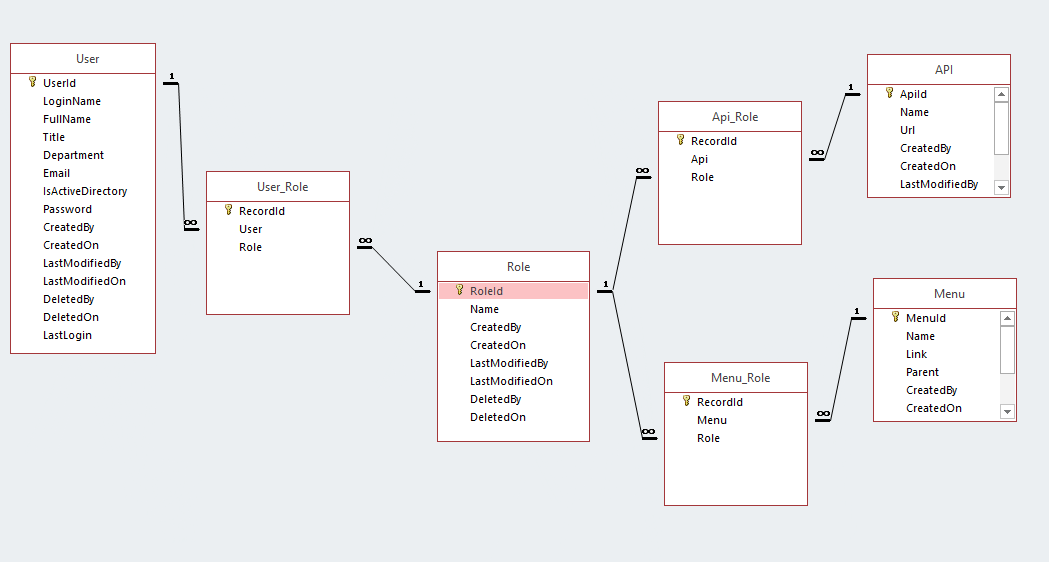 User
UserId
LoginName
FullName
Title
Department
Email
IsActiveDirectory
Password
CreatedBy
CreatedOn
LastModifiedBy
LastModifiedOn
DeletedBy
DeletedOn
LastLogin
1
∞
User_Role
RecordId
User
Role
∞
1
Role
RoleId
Name
CreatedBy
CreatedOn
LastModifiedBy
LastModifiedOn
DeletedBy
DeletedOn
1
∞
∞
Api_Role
RecordId
Api
Role
∞
1
API
ApiId
Name
Url
CreatedBy
CreatedOn
LastModifiedBy
Menu_Role
RecordId
Menu
Role
∞
1
Menu
MenuId
Name
Link
Parent
CreatedBy
CreatedOn